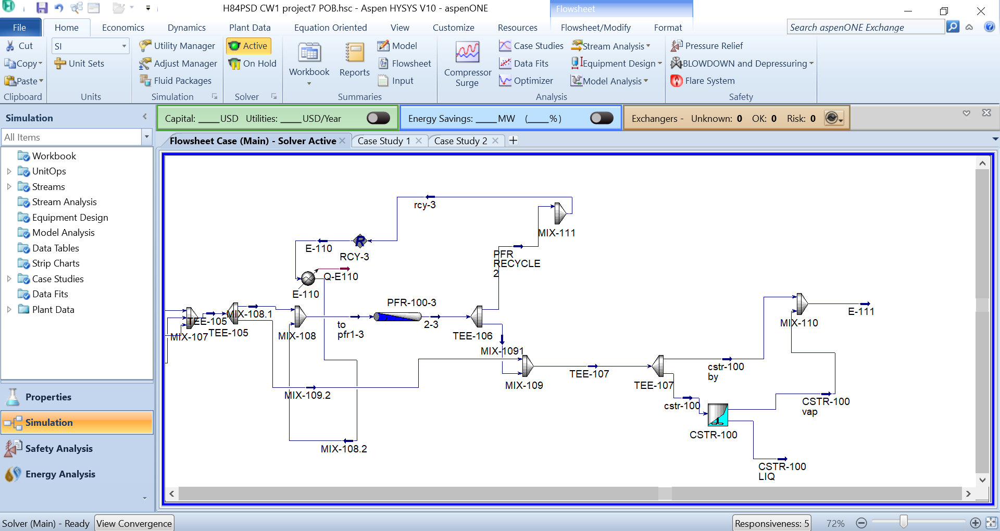 H84PSD CW1 project7 POB.hsc - Aspen HYSYS V10 - aspenONE
Flowsheet
File Home Economics Dynamics Plant Data Equation Oriented View Customize Resources Flowsheet/Modify Format
Search aspenONE Exchange
Cut
Copy
Paste
Clipboard
SI
Unit Sets
Units
Utility Manager
Adjust Manager
Fluid Packages
Simulation
Active
On Hold
Solver
Workbook
Reports
Model
Flowsheet
Input
Summaries
Compressor
Surge
Case Studies
Data Fits
Optimizer
Stream Analysis
Equipment Design
Model Analysis
Analysis
Pressure Relief
BLOWDOWN and Depressuring
Flare System
Safety
Simulation
All Items
Workbook
UnitOps
Streams
Stream Analysis
Equipment Design
Model Analysis
Data Tables
Strip Charts
Case Studies
Data Fits
Plant Data
Properties
Simulation
Safety Analysis
Energy Analysis
Capital: ____USD Utilities: ____USD/Year
Energy Savings: ____MW (____%)
Exchangers - Unknown: 0 OK: 0 Risk: 0
Flowsheet Case (Main) - Solver Active
Case Study 1
Case Study 2
rcy-3
MIX-111
E-110
R
RCY-3
PFR
RECYCLE
2
Q-E110
E-110
PFR-100-3
MIX-108.1
TEE-105
MIX-107
TEE-105
MIX-108
to
pfr1-3
2-3
TEE-106
MIX-1091
E-111
MIX-110
TEE-107
MIX-109
TEE-107
cstr-100
by
MIX-109.2
cstr-100
CSTR-100
vap
CSTR-100
MIX-108.2
CSTR-100
LIQ
Solver (Main) - Ready
View Convergence
Responsiveness: 5
72%